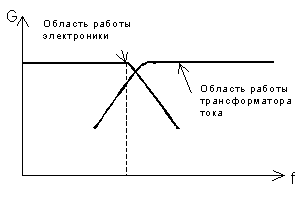 G
Область работы
электроники
Область работы
трансформатора
тока
f